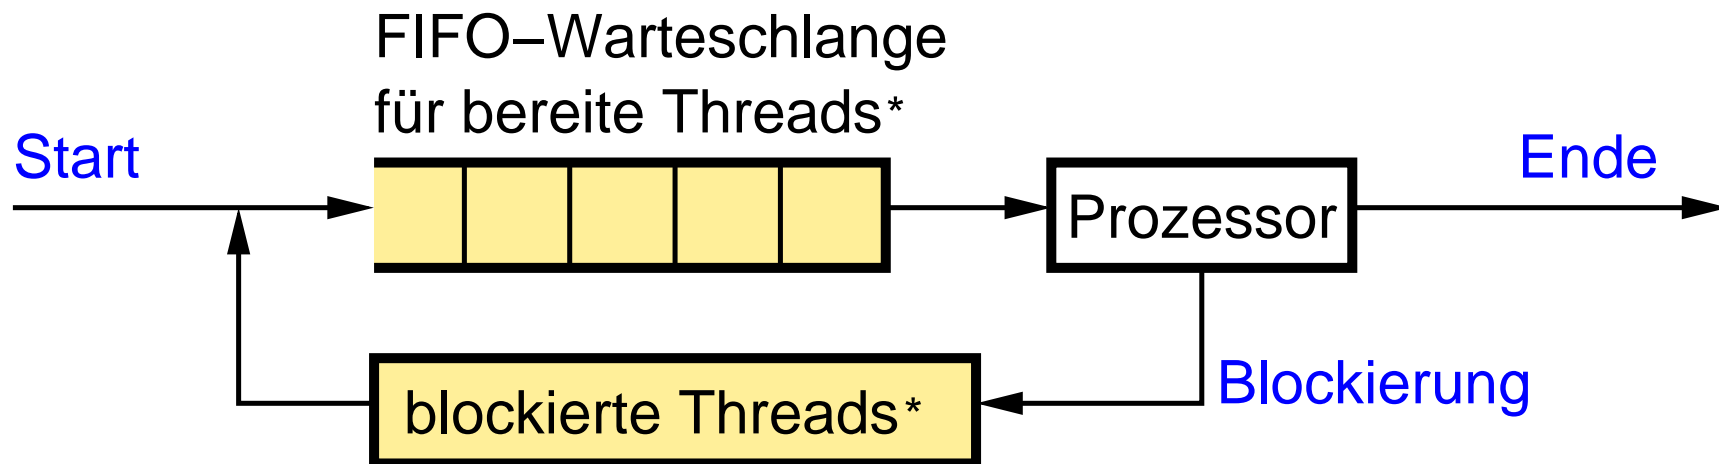 FIFO–Warteschlange
für bereite Threads*
Start
Ende
Prozessor
Blockierung
blockierte Threads*